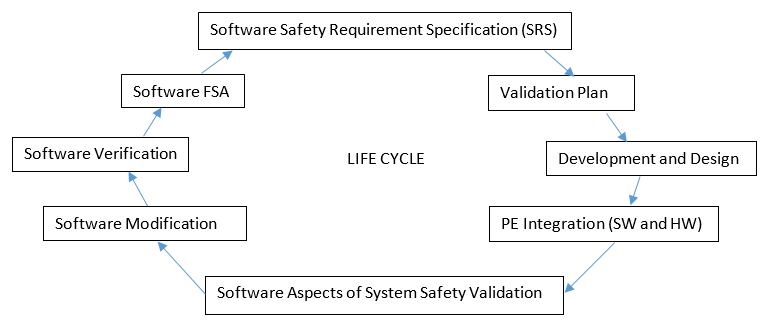 Software Safety Requirement Specification (SRS)
Software FSA
Validation Plan
Software Verification
LIFE CYCLE
Development and Design
Software Modification
PE Integration (SW and HW)
Software Aspects of System Safety Validation